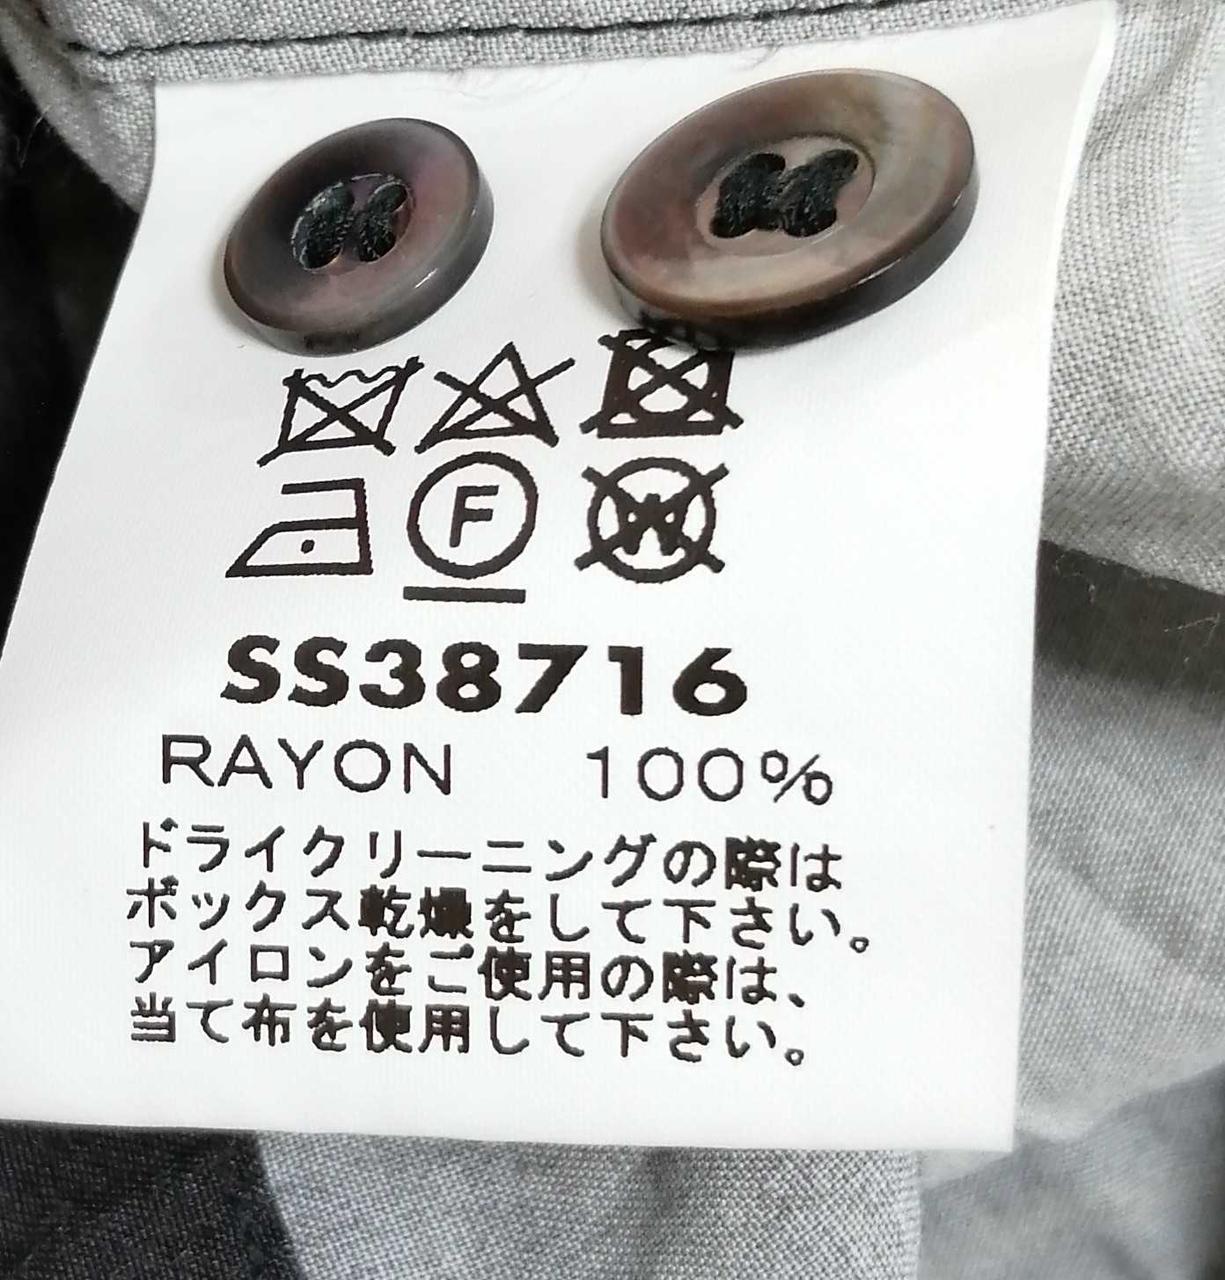 F
W
SS38716
RAYON 100%
ドライクリーニングの際は
ボックス乾燥をして下さい。
アイロンをご使用の際は、
当て布を使用して下さい。